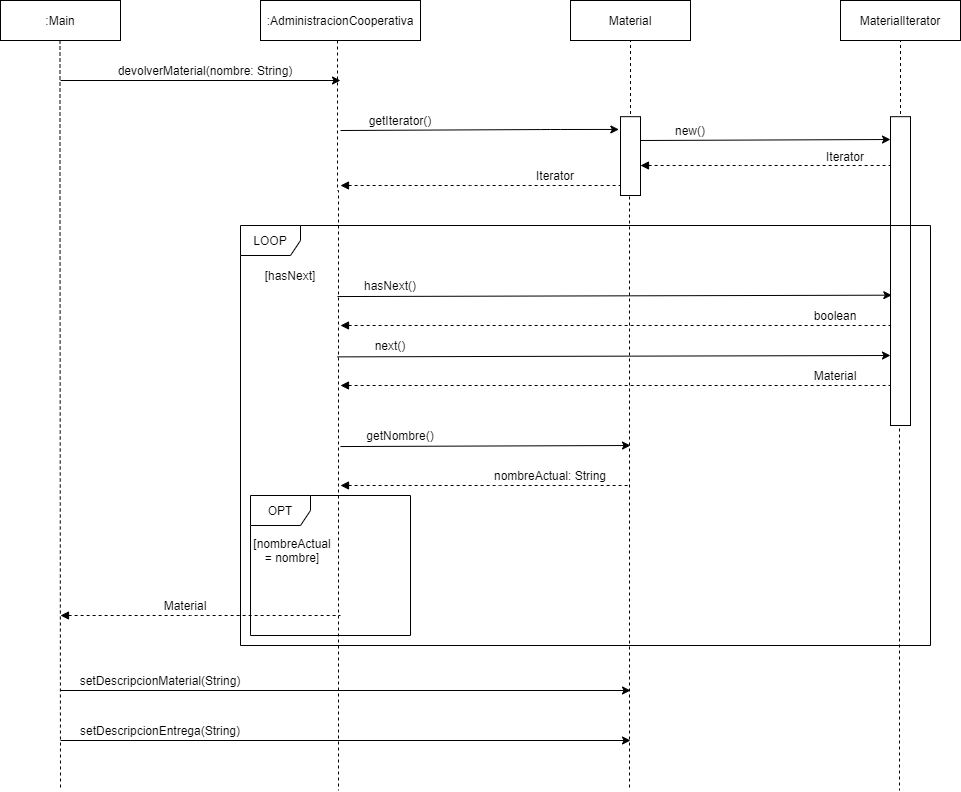 :Main
:AdministracionCooperativa
Material
MaterialIterator
devolverMaterial(nombre: String)
getIterator()
new()
Iterator
Iterator
LOOP
[hasNext]
hasNext()
boolean
next()
Material
getNombre()
nombreActual: String
OPT
[nombreActual
= nombre]
Material
setDescripcionMaterial(String)
setDescripcionEntrega(String)